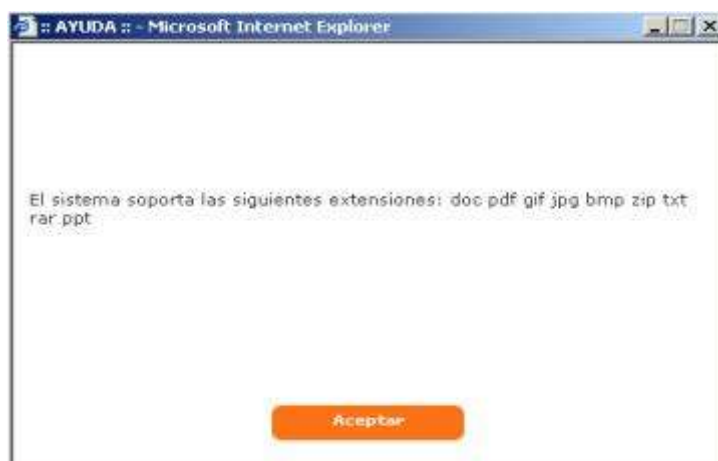 :: AYUDA :: - Microsoft Internet Explorer
El sistema soporta las siguientes extensiones: doc pdf gif jpg bmp zip txt
rar ppt
Aceptar